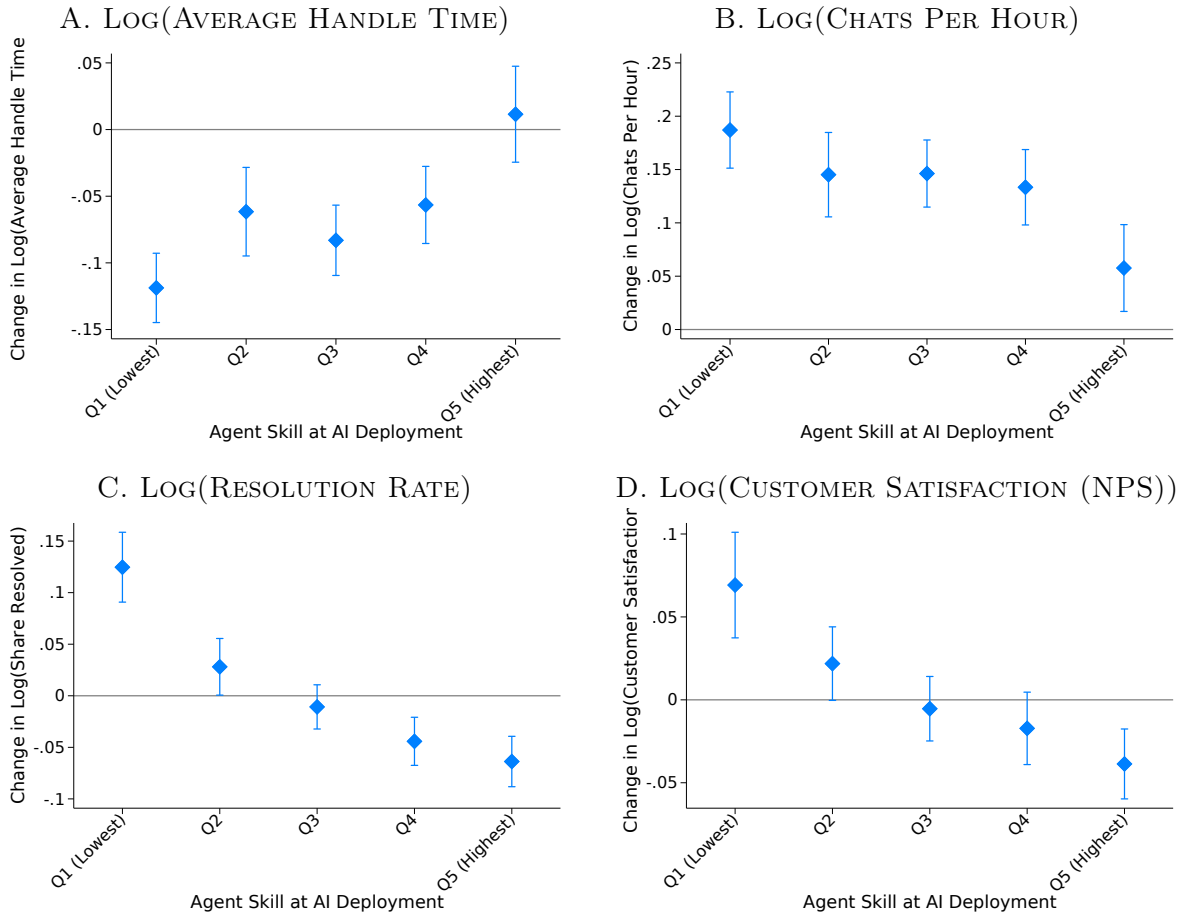 A. Log(Average Handle Time)
Change in Log(Average Handle Time
.05
0
-.05
-.1
-.15
Q1 (Lowest)
Q2
Q3
Q4
Q5 (Highest)
Agent Skill at AI Deployment
B. Log(Chats Per Hour)
Change in Log(Chats Per Hour)
.25
.2
.15
.1
.05
0
Q1 (Lowest)
Q2
Q3
Q4
Q5 (Highest)
Agent Skill at AI Deployment
C. Log(Resolution Rate)
Change in Log(Share Resolved)
.15
.1
.05
0
-.05
-.1
Q1 (Lowest)
Q2
Q3
Q4
Q5 (Highest)
Agent Skill at AI Deployment
D. Log(Customer Satisfaction (NPS))
Change in Log(Customer Satisfaction
.1
.05
0
-.05
Q1 (Lowest)
Q2
Q3
Q4
Q5 (Highest)
Agent Skill at AI Deployment